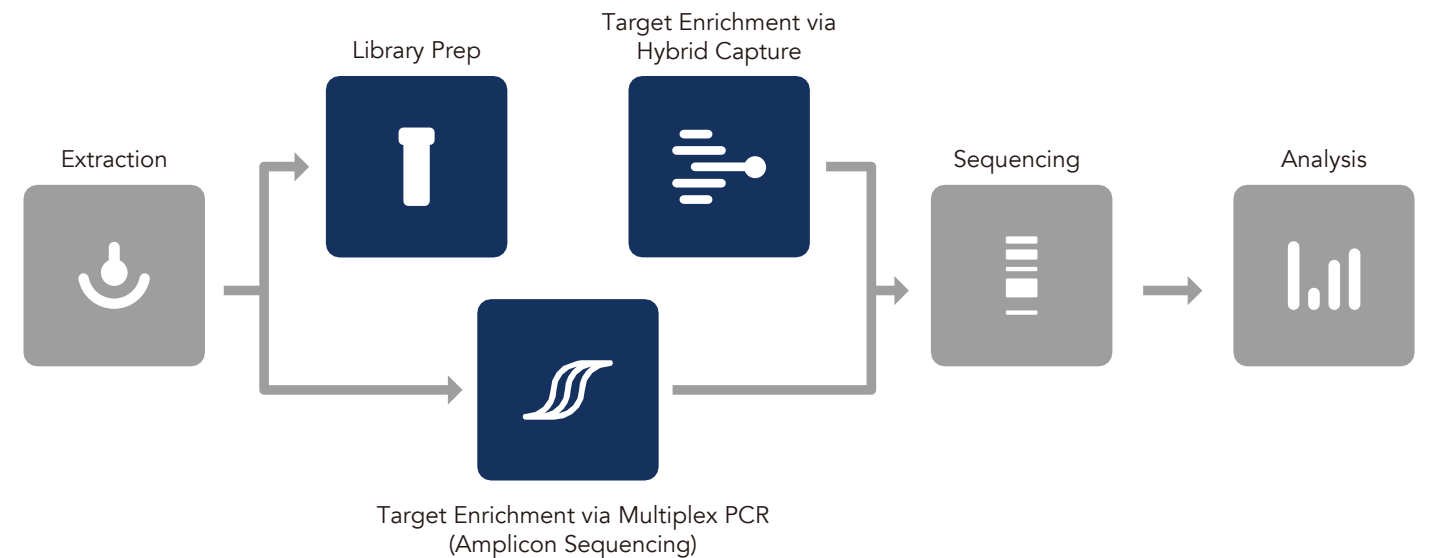 Extraction
Library Prep
Target Enrichment via
Hybrid Capture
Target Enrichment via Multiplex PCR
(Amplicon Sequencing)
Sequencing
Analysis